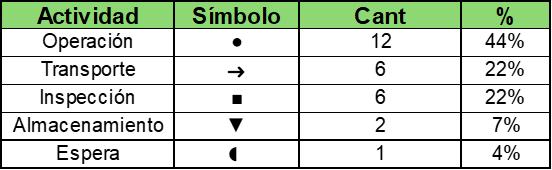 Actividad Símbolo Cant %
Operación ● 12 44%
Transporte → 6 22%
Inspección ■ 6 22%
Almacenamiento ▼ 2 7%
Espera ◖ 1 4%